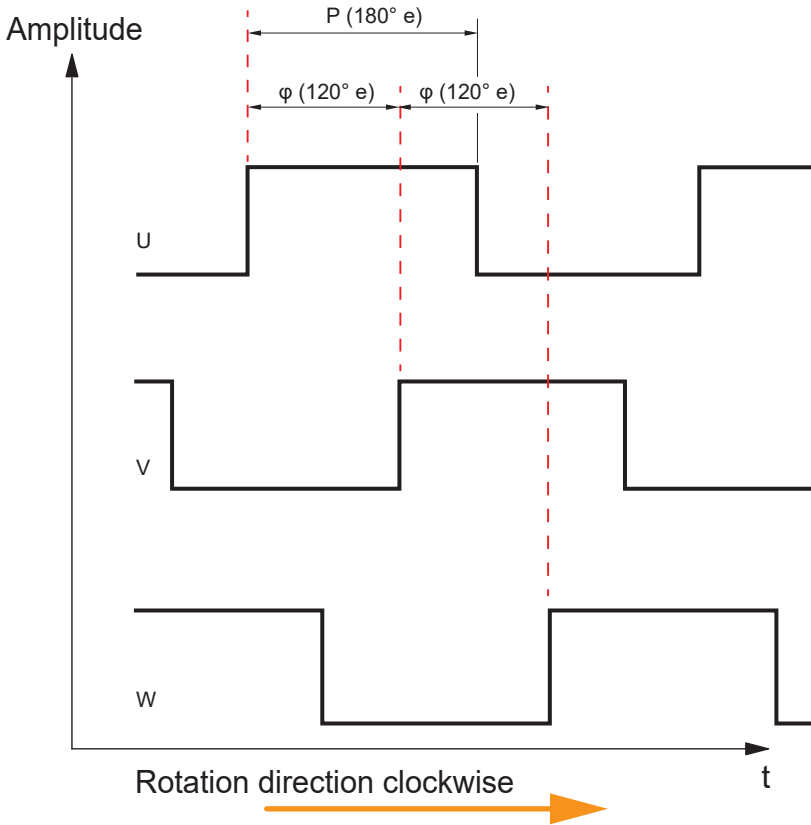 P (180° e)
Amplitude
φ (120° e) φ (120° e)
U
V
W
Rotation direction clockwise
t